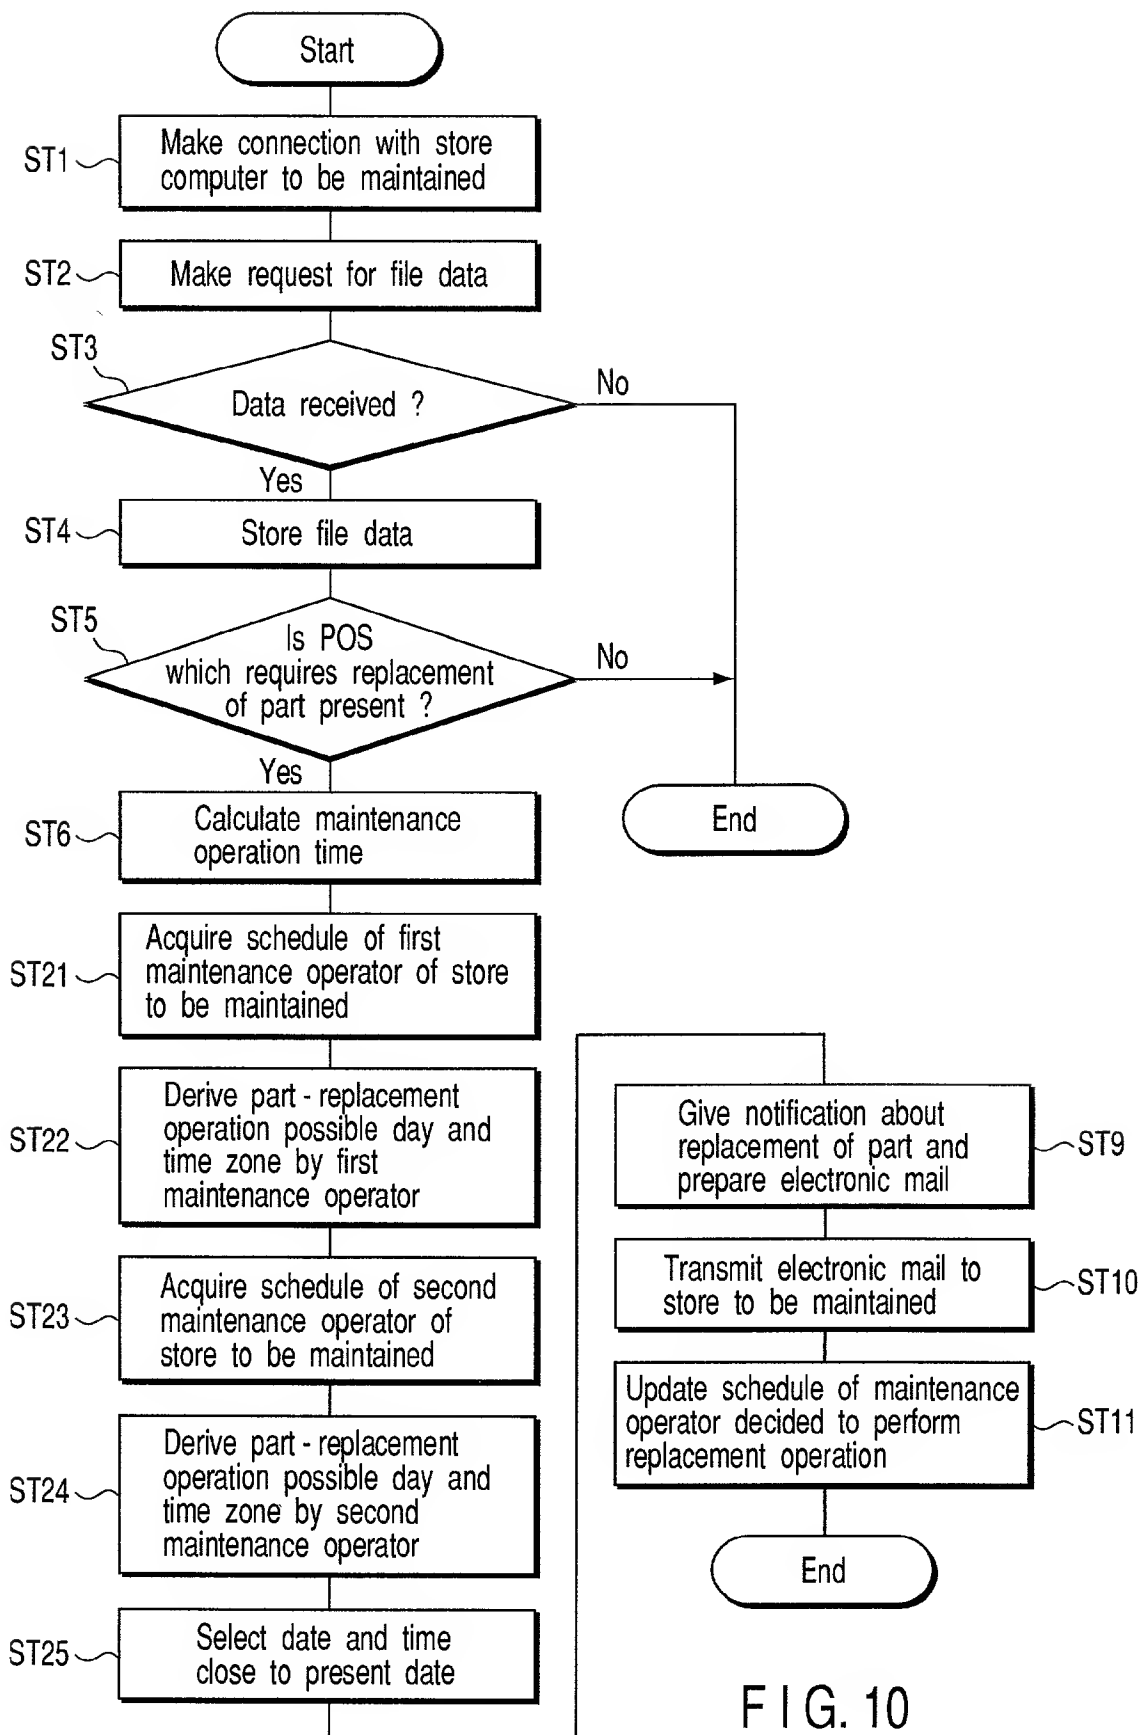 Start
ST1
Make connection with store
computer to be maintained
ST2
Make request for file data
ST3
Data received ?
No
Yes
ST4
Store file data
ST5
Is POS
which requires replacement
of part present ?
No
Yes
End
ST6
Calculate maintenance
operation time
ST21
Acquire schedule of first
maintenance operator of store
to be maintained
ST22
Derive part - replacement
operation possible day and
time zone by first
maintenance operator
ST23
Acquire schedule of second
maintenance operator of
store to be maintained
ST24
Derive part - replacement
operation possible day and
time zone by second
maintenance operator
ST25
Select date and time
close to present date
Give notification about
replacement of part and
prepare electronic mail
ST9
Transmit electronic mail to
store to be maintained
ST10
Update schedule of maintenance
operator decided to perform
replacement operation
ST11
End
FIG. 10